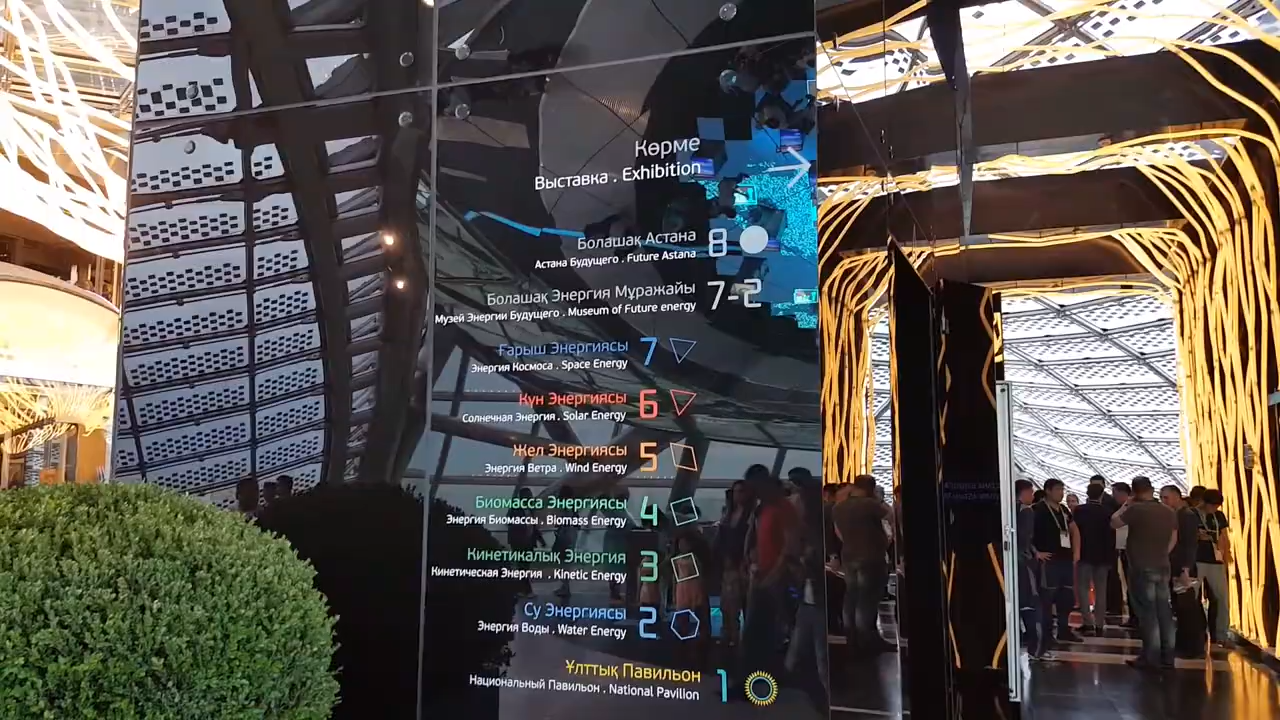 Көрме
Выставка . Exhibition
Болашақ Астана 8
Астана Будущего . Future Astana
Болашақ Энергия Мұражайы 7-2
Музей Энергии Будущего . Museum of Future energy
Ғарыш Энергиясы 7
Энергия Космоса . Space Energy
Күн Энергиясы 6
Солнечная Энергия . Solar Energy
Жел Энергиясы 5
Энергия Ветра . Wind Energy
Биомасса Энергиясы 4
Энергия Биомассы . Biomass Energy
Кинетикалық Энергия 3
Кинетическая Энергия . Kinetic Energy
Су Энергиясы 2
Энергия Воды . Water Energy
Ұлттық Павильон 1
Национальный Павильон . National Pavilion